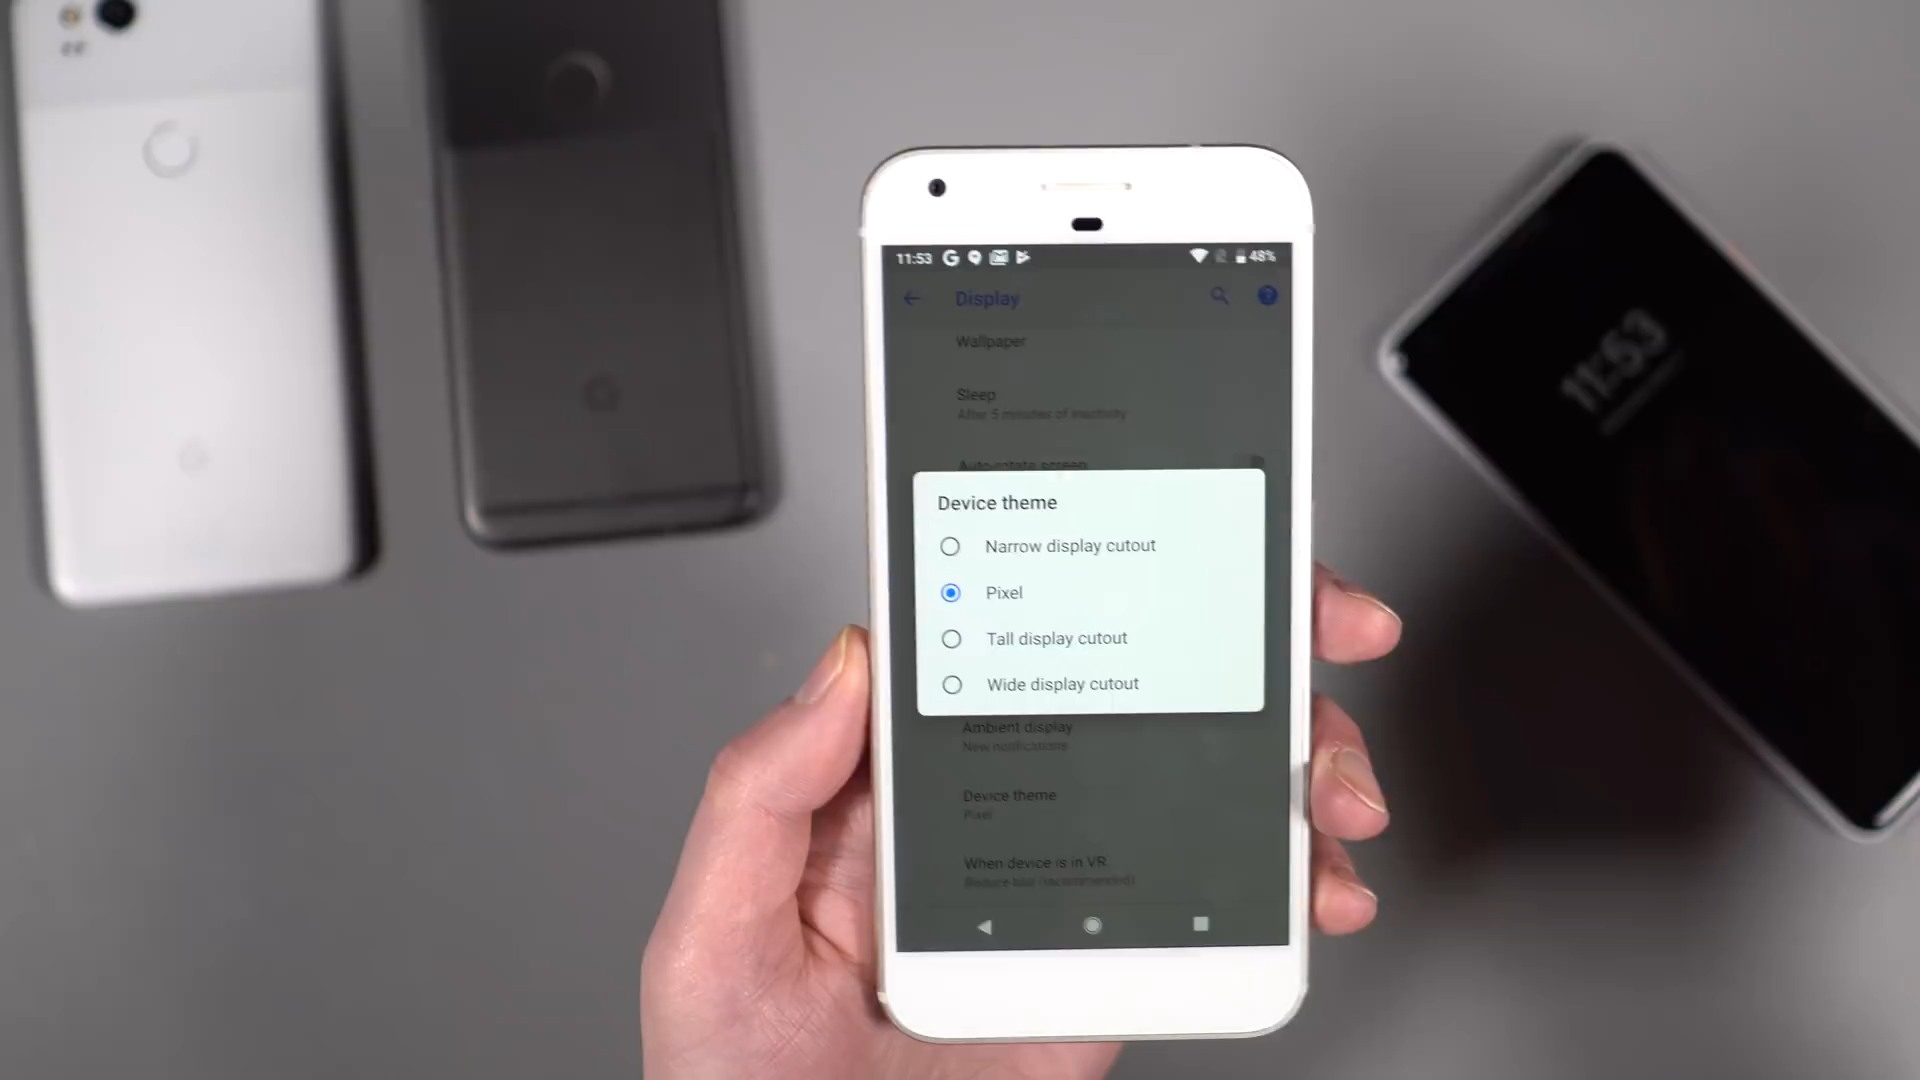 11:53
48%
Display
Wallpaper
Sleep
After 5 minutes of inactivity
Auto-rotate screen
Device theme
Narrow display cutout
Pixel
Tall display cutout
Wide display cutout
Ambient display
New notifications
Device theme
Pixel
When device is in VR
Reduce blur (recommended)
11:53